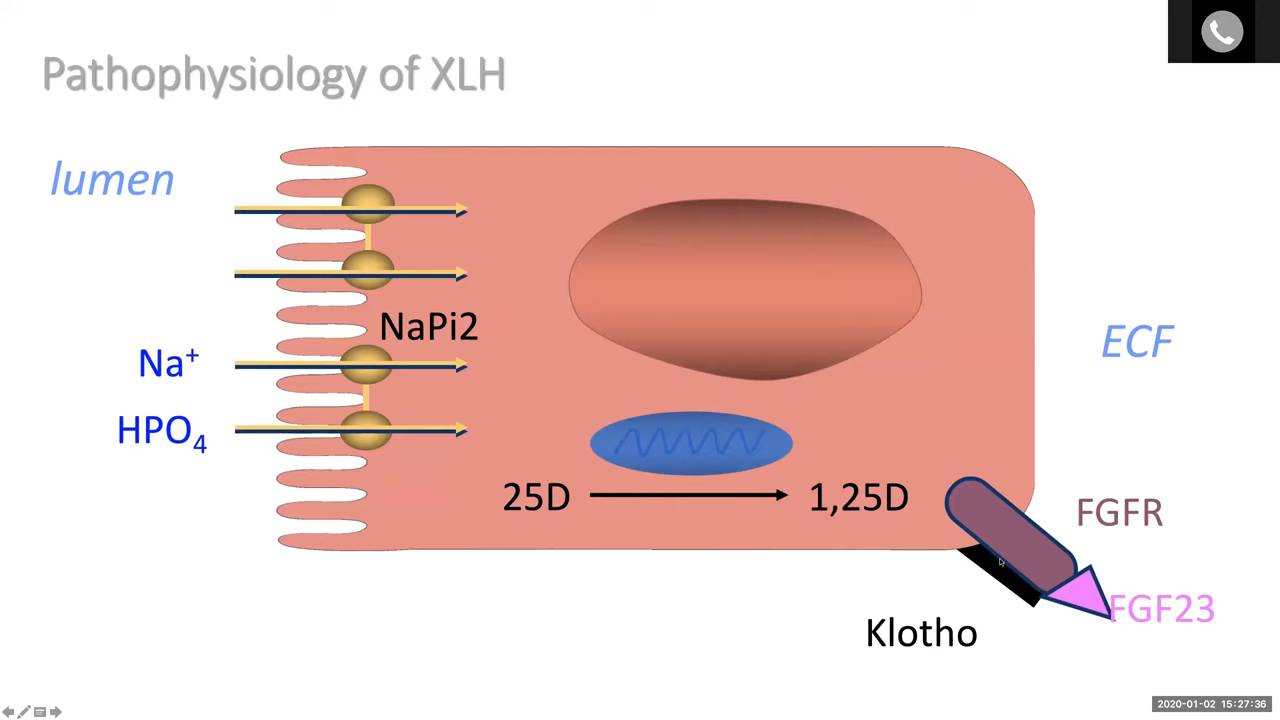 Pathophysiology of XLH
lumen
NaPi2
Na+
HPO4
ECF
25D
1,25D
FGFR
FGF23
Klotho
2020-01-02 15:27:36